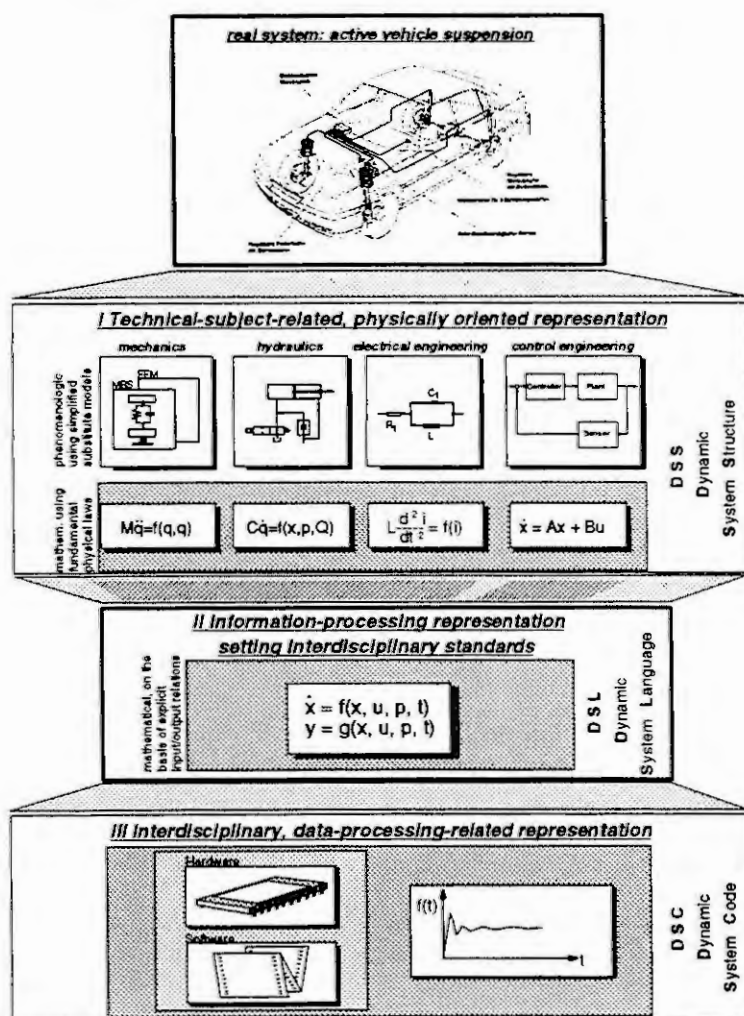 real system: active vehicle suspension
I Technical-subject-related, physically oriented representation
mechanics
hydraulics
electrical engineering
control engineering
phenomenologic
using simplified
substitute models
FEM
MBS
C₁
R₁
L
Controller
Plant
Sensor
mathem. using
fundamental
physical laws
Mq̈=f(q,q)
Cq̇=f(x,p,Q)
L d² i / dt² = f(i)
ẋ = Ax + Bu
DSS
Dynamic
System Structure
II Information-processing representation
setting interdisciplinary standards
mathematical, on the
basis of explicit
input/output relations
ẋ = f(x, u, p, t)
y = g(x, u, p, t)
DSL
Dynamic
System Language
III Interdisciplinary, data-processing-related representation
Hardware
Software
f(t)
t
DSC
Dynamic
System Code